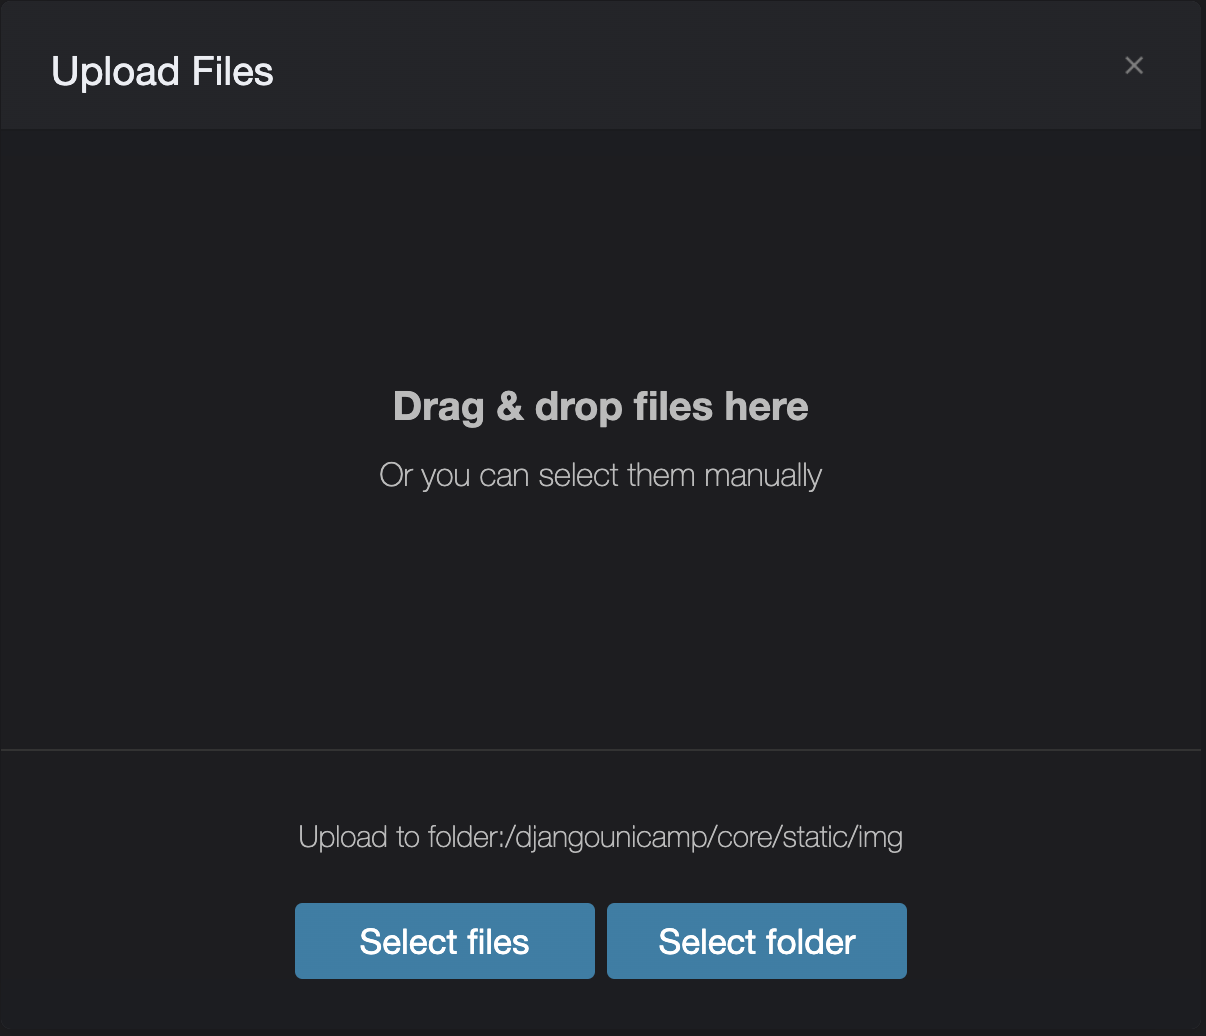 Upload Files
×
Drag & drop files here
Or you can select them manually
Upload to folder:/djangounicamp/core/static/img
Select files
Select folder